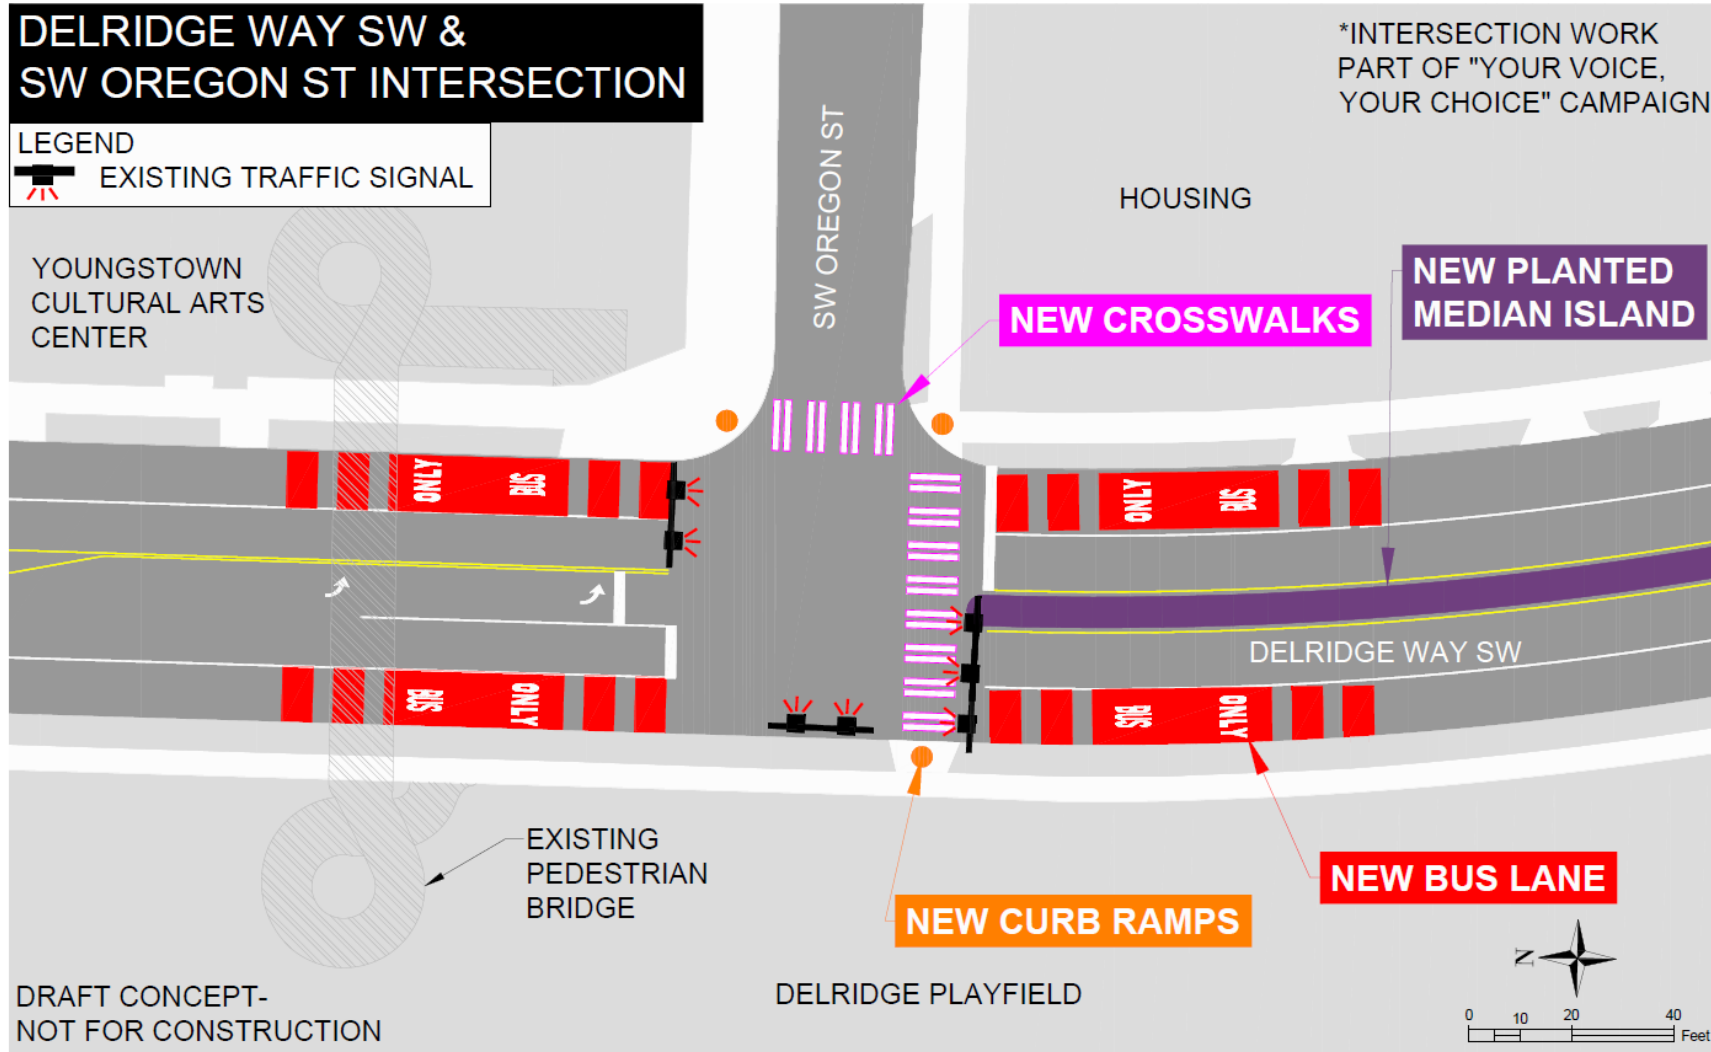 DELRIDGE WAY SW &
SW OREGON ST INTERSECTION
*INTERSECTION WORK
PART OF "YOUR VOICE,
YOUR CHOICE" CAMPAIGN
LEGEND
EXISTING TRAFFIC SIGNAL
SW OREGON ST
HOUSING
YOUNGSTOWN
CULTURAL ARTS
CENTER
NEW CROSSWALKS
NEW PLANTED
MEDIAN ISLAND
ONLY
BUS
ONLY
BUS
DELRIDGE WAY SW
BUS
ONLY
BUS
ONLY
EXISTING
PEDESTRIAN
BRIDGE
NEW BUS LANE
NEW CURB RAMPS
N
DELRIDGE PLAYFIELD
DRAFT CONCEPT-
NOT FOR CONSTRUCTION
0 10 20 40
Feet